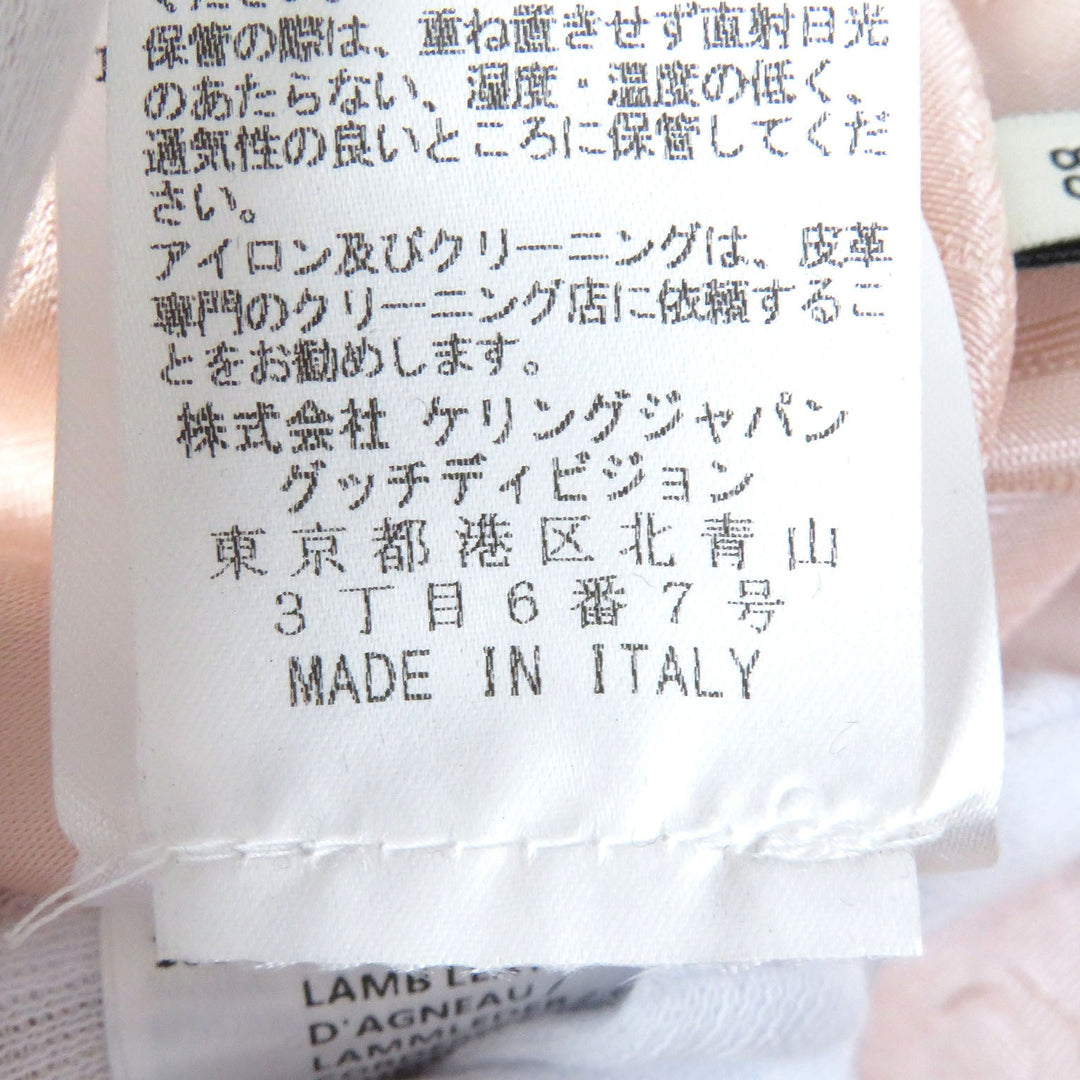 ください。
保管の際は、重ね置きせず直射日光
のあたらない、湿度・温度の低く、
通気性の良いところに保管してくだ
さい。
アイロン及びクリーニングは、皮革
専門のクリーニング店に依頼するこ
とをお勧めします。
株式会社 ケリングジャパン
グッチディビジョン
東京都港区北青山
3丁目6番7号
MADE IN ITALY
LAMB
D'AGNEAU/
LAMMLEDER/
38